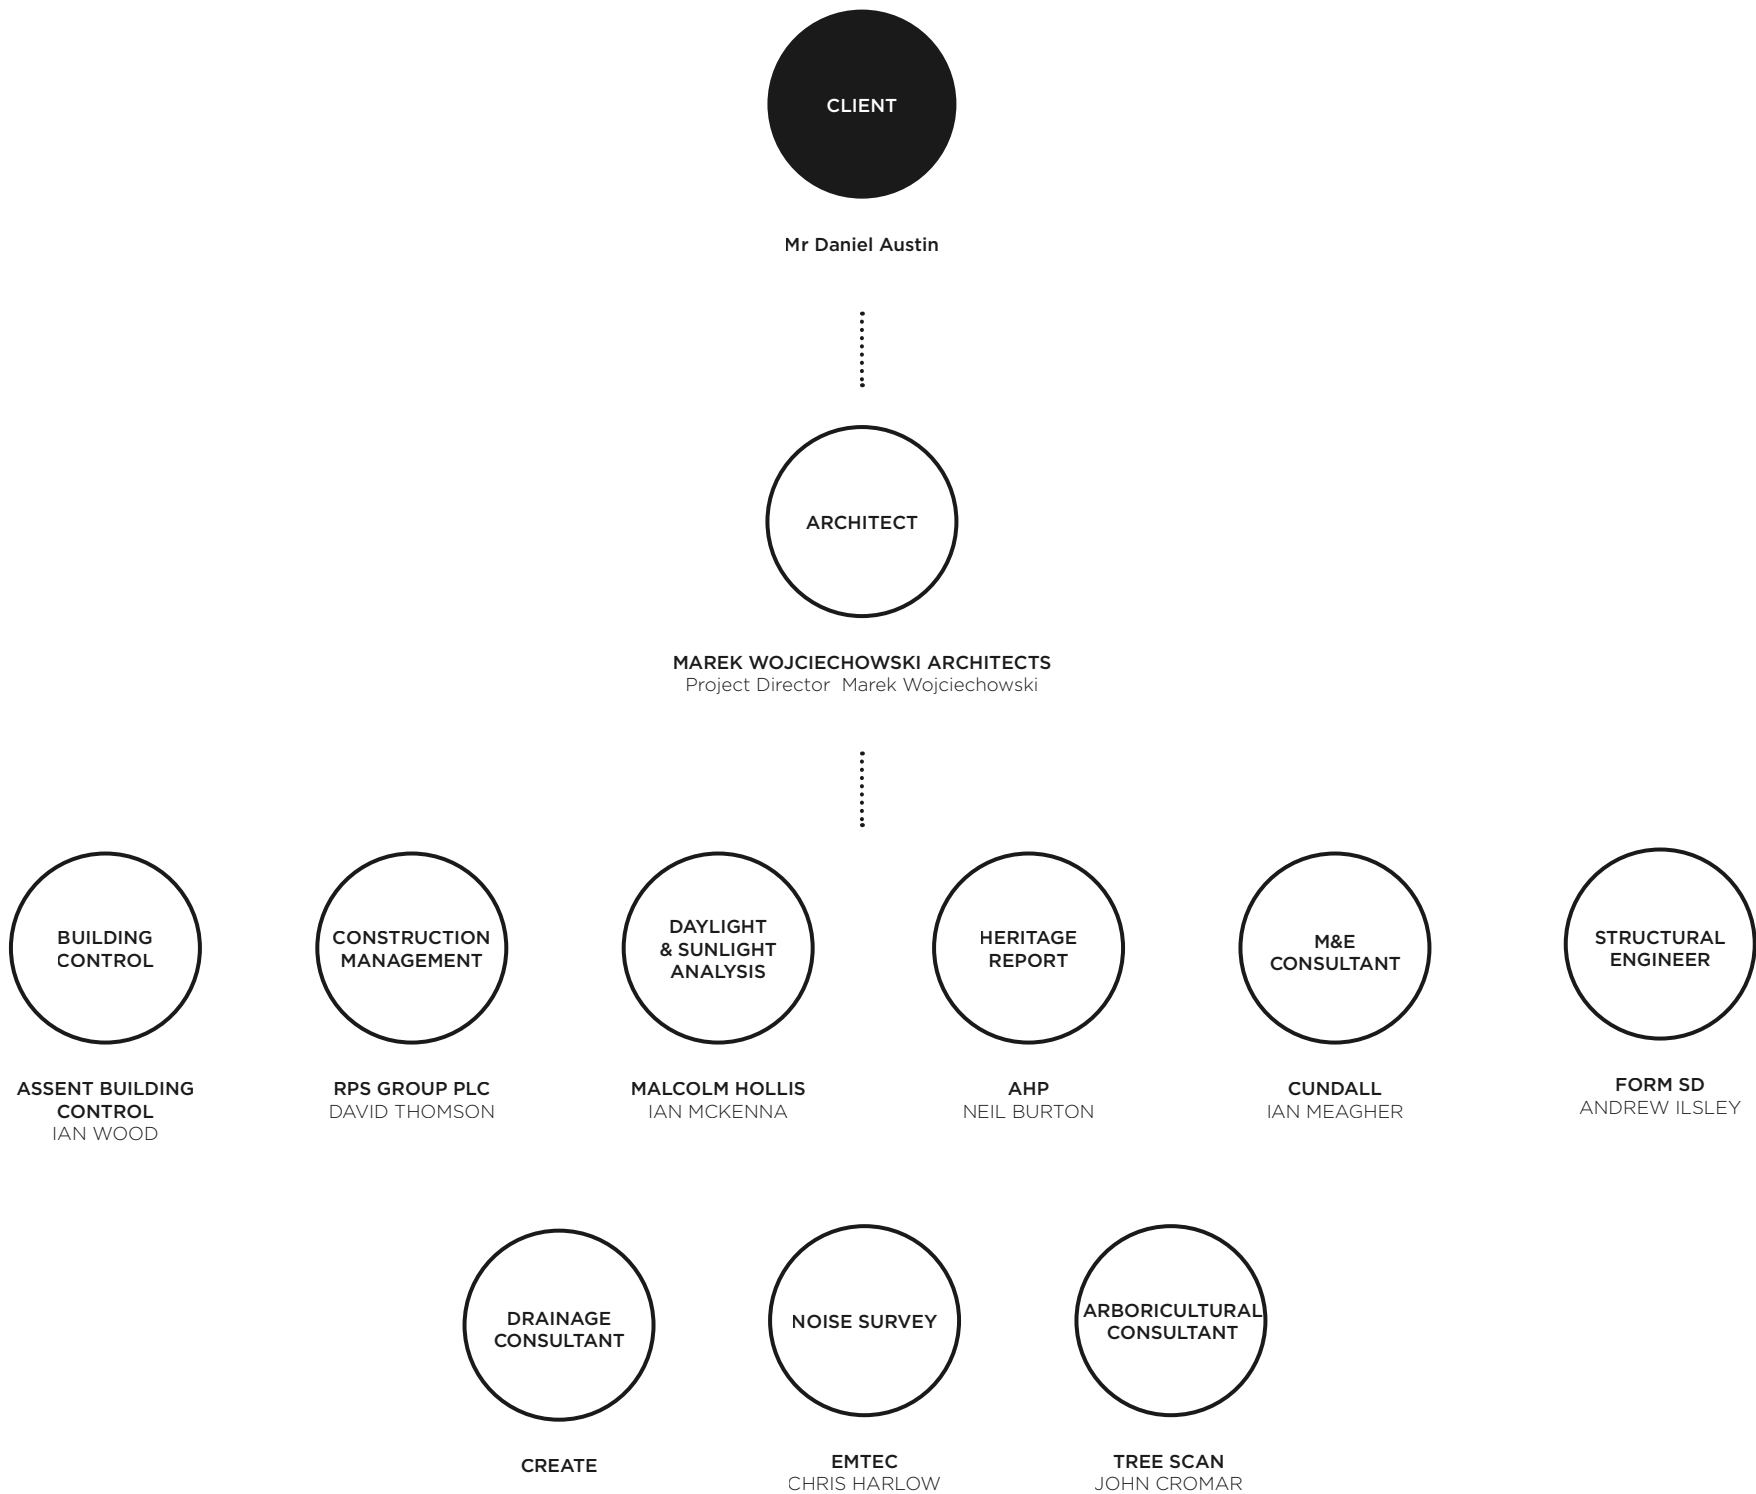 CLIENT
Mr Daniel Austin
ARCHITECT
MAREK WOJCIECHOWSKI ARCHITECTS
Project Director  Marek Wojciechowski
BUILDING
CONTROL
ASSENT BUILDING
CONTROL
IAN WOOD
CONSTRUCTION
MANAGEMENT
RPS GROUP PLC
DAVID THOMSON
DAYLIGHT
& SUNLIGHT
ANALYSIS
MALCOLM HOLLIS
IAN MCKENNA
HERITAGE
REPORT
AHP
NEIL BURTON
M&E
CONSULTANT
CUNDALL
IAN MEAGHER
STRUCTURAL
ENGINEER
FORM SD
ANDREW ILSLEY
DRAINAGE
CONSULTANT
CREATE
NOISE SURVEY
EMTEC
CHRIS HARLOW
ARBORICULTURAL
CONSULTANT
TREE SCAN
JOHN CROMAR